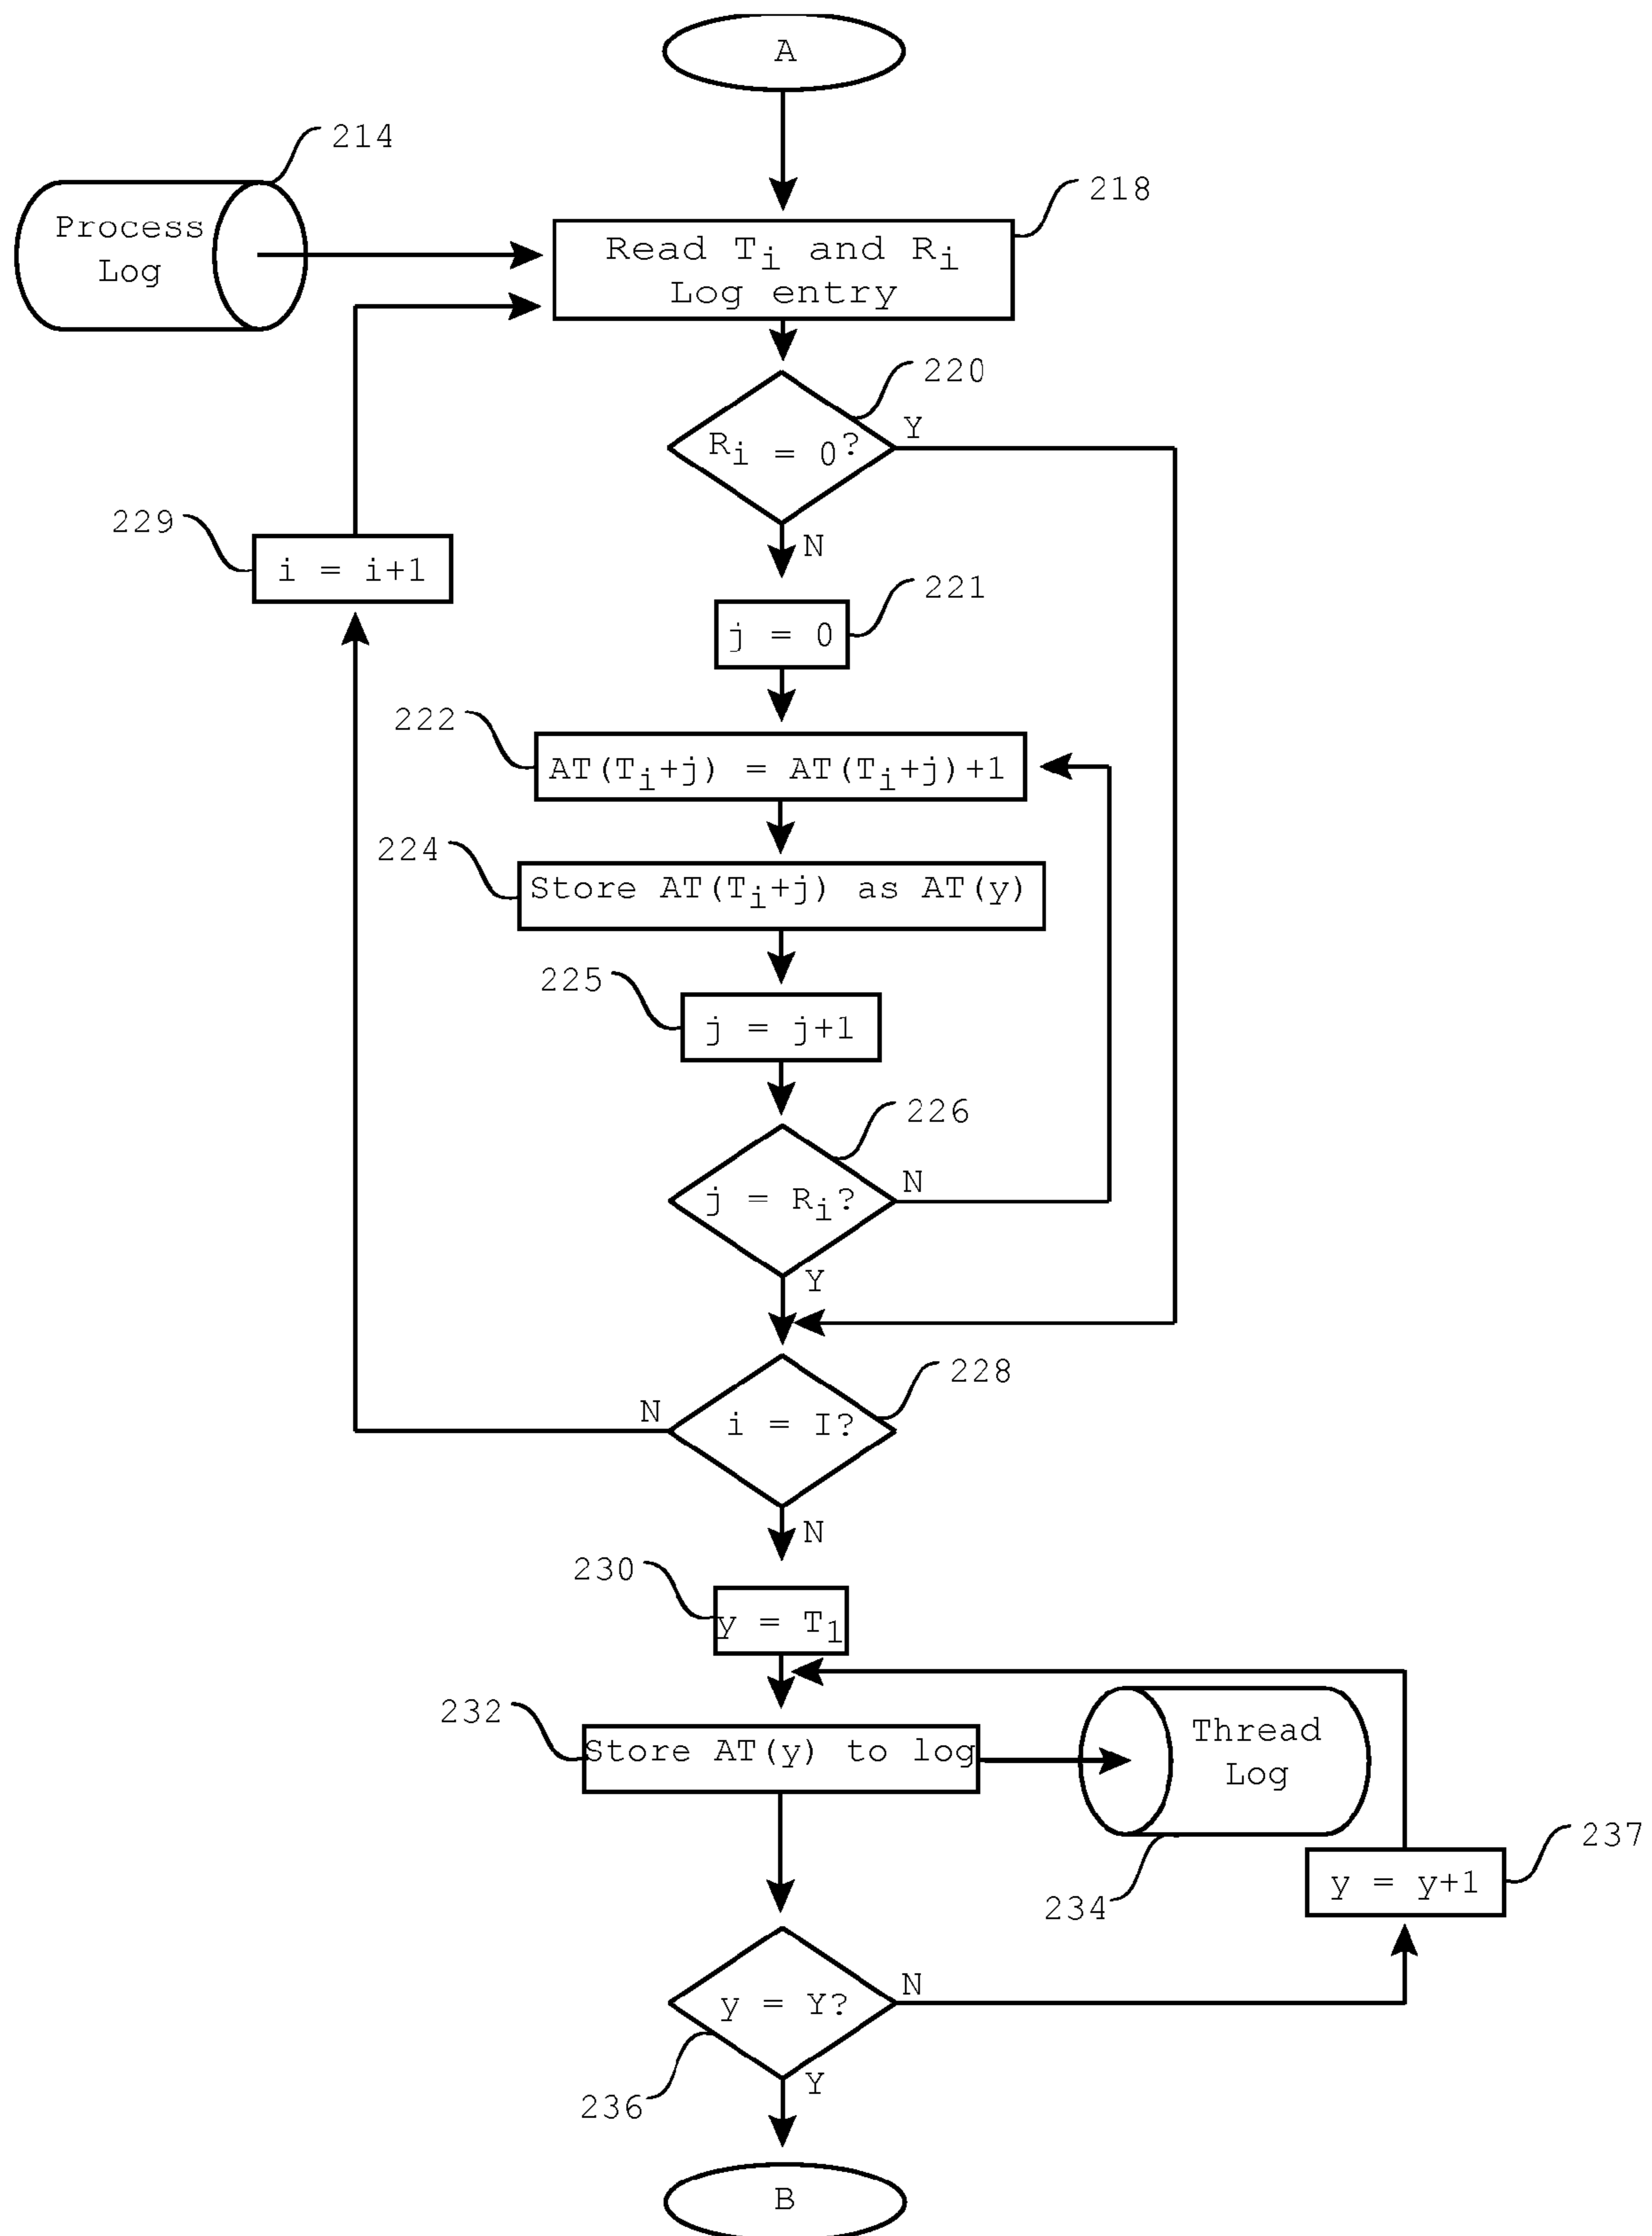 A
214
Process
Log
218
Read Ti and Ri
Log entry
220
Ri = 0?
Y
N
229
i = i+1
221
j = 0
222
AT(Ti+j) = AT(Ti+j)+1
224
Store AT(Ti+j) as AT(y)
225
j = j+1
226
j = Ri?
N
Y
228
i = I?
N
N
230
y = T1
232
Store AT(y) to log
Thread
Log
234
237
y = y+1
y = Y?
N
236
Y
B